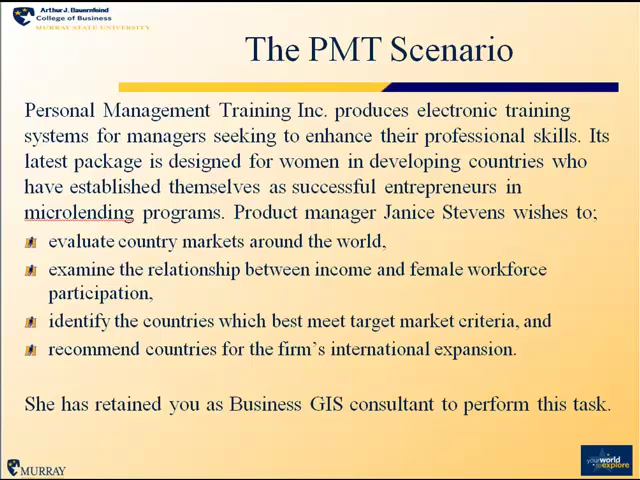 Arthur J. Bauernfeind
College of Business
MURRAY STATE UNIVERSITY
The PMT Scenario
Personal Management Training Inc. produces electronic training
systems for managers seeking to enhance their professional skills. Its
latest package is designed for women in developing countries who
have established themselves as successful entrepreneurs in
microlending programs. Product manager Janice Stevens wishes to;
evaluate country markets around the world,
examine the relationship between income and female workforce
participation,
identify the countries which best meet target market criteria, and
recommend countries for the firm's international expansion.
She has retained you as Business GIS consultant to perform this task.
MURRAY
your world
to explore